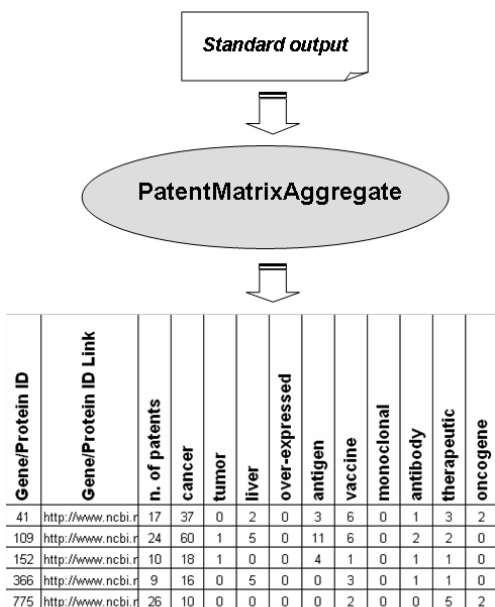 Standard output
PatentMatrixAggregate
Gene/Protein ID Gene/Protein ID Link n. of patents cancer tumor liver over-expressed antigen vaccine monoclonal antibody therapeutic oncogene
41 http://www.ncbi.r 17 37 0 2 0 3 6 0 1 3 2
109 http://www.ncbi.r 24 60 1 5 0 11 6 0 2 2 0
152 http://www.ncbi.r 10 18 1 0 0 4 1 0 1 1 0
366 http://www.ncbi.r 9 16 0 5 0 0 3 0 1 1 0
775 http://www.ncbi.r 26 10 0 0 0 0 2 0 0 5 2